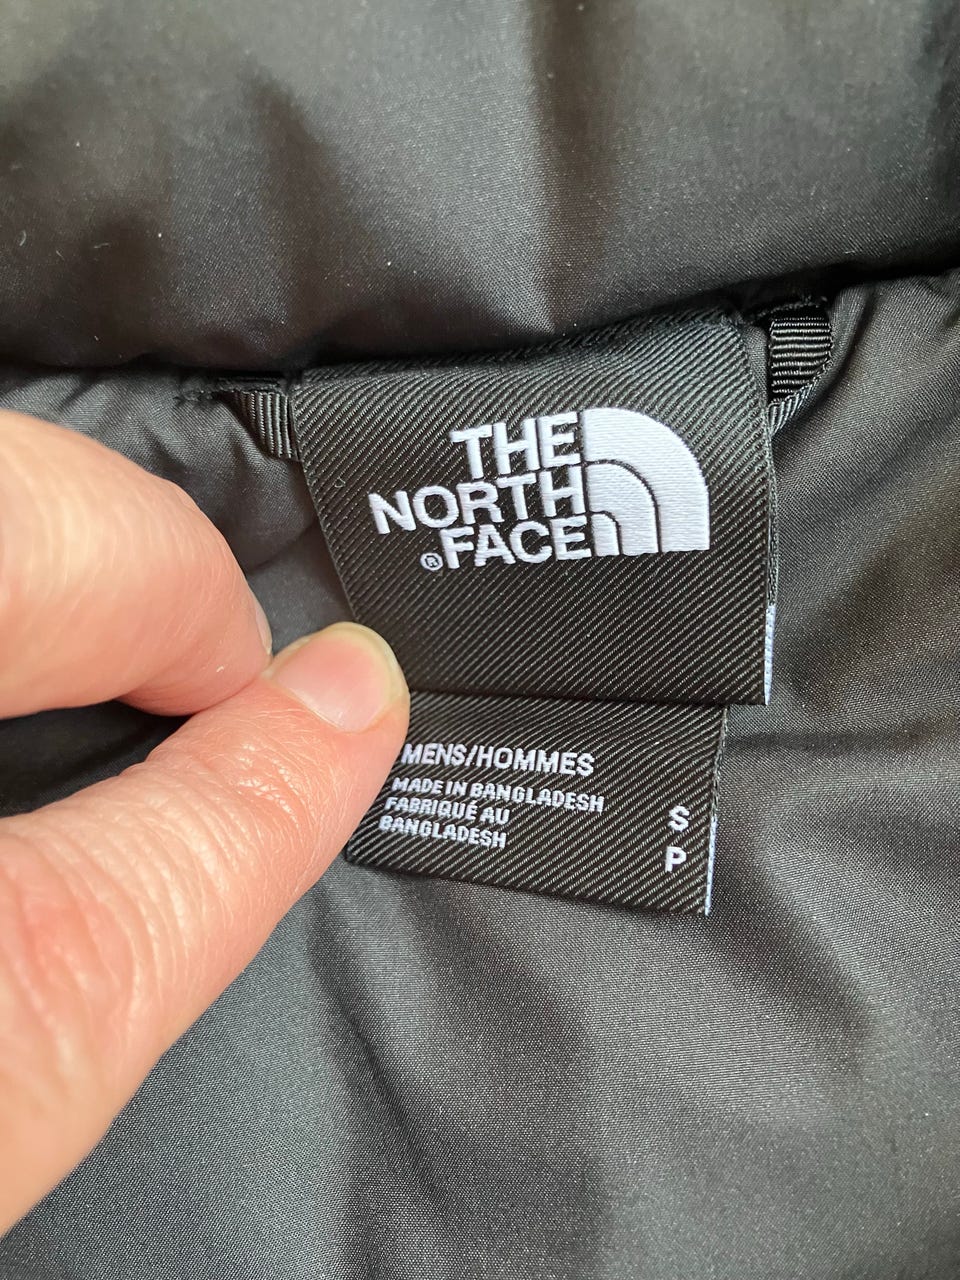 THE
NORTH
®FACE
MENS/HOMMES
MADE IN BANGLADESH
FABRIQUÉ AU
BANGLADESH
S
P